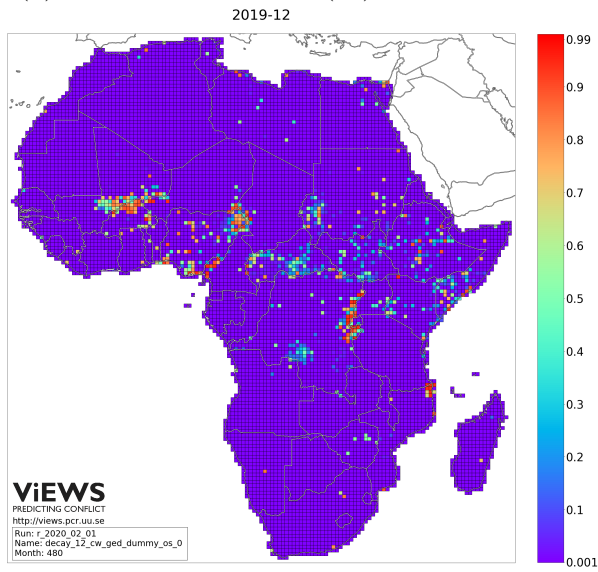 2019-12
0.99
0.9
0.8
0.7
0.6
0.5
0.4
0.3
0.2
0.1
0.001
ViEWS
PREDICTING CONFLICT
http://views.pcr.uu.se
Run: r_2020_02_01
Name: decay_12_cw_ged_dummy_os_0
Month: 480